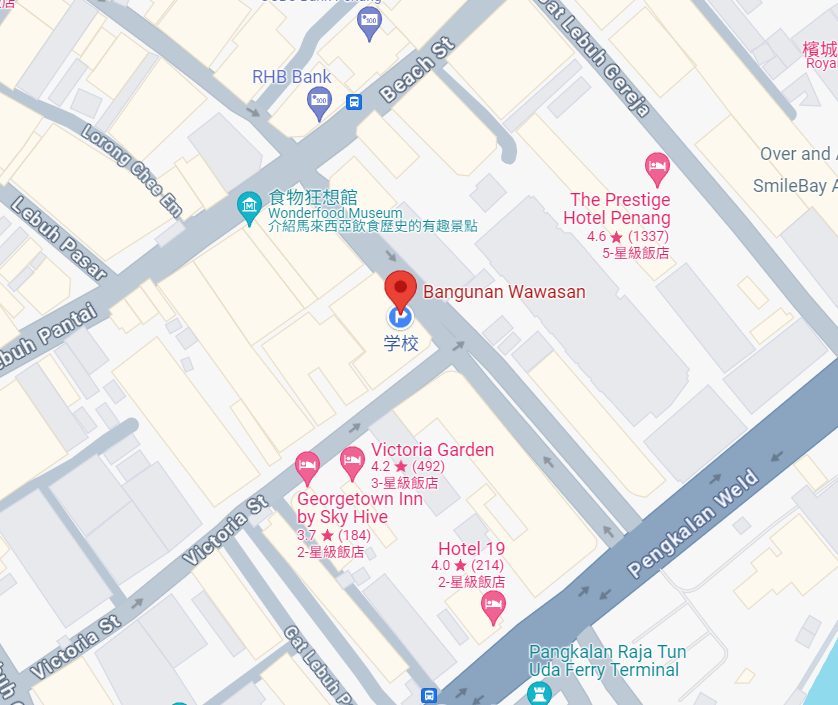 RHB Bank
Beach St
Lebuh Gereja
檳城
Roya
Lorong Chee Em
Over and A
SmileBay A
The Prestige
Hotel Penang
4.6 ★ (1337)
5-星級飯店
食物狂想館
Wonderfood Museum
介紹馬來西亞飲食歷史的有趣景點
Lebuh Pasar
Bangunan Wawasan
P
学校
ebuh Pantai
Victoria Garden
4.2 ★ (492)
3-星級飯店
Georgetown Inn
by Sky Hive
3.7 ★ (184)
2-星級飯店
Victoria St
Pengkalan Weld
Hotel 19
4.0 ★ (214)
2-星級飯店
Victoria St
Gat Lebuh P
Pangkalan Raja Tun
Uda Ferry Terminal